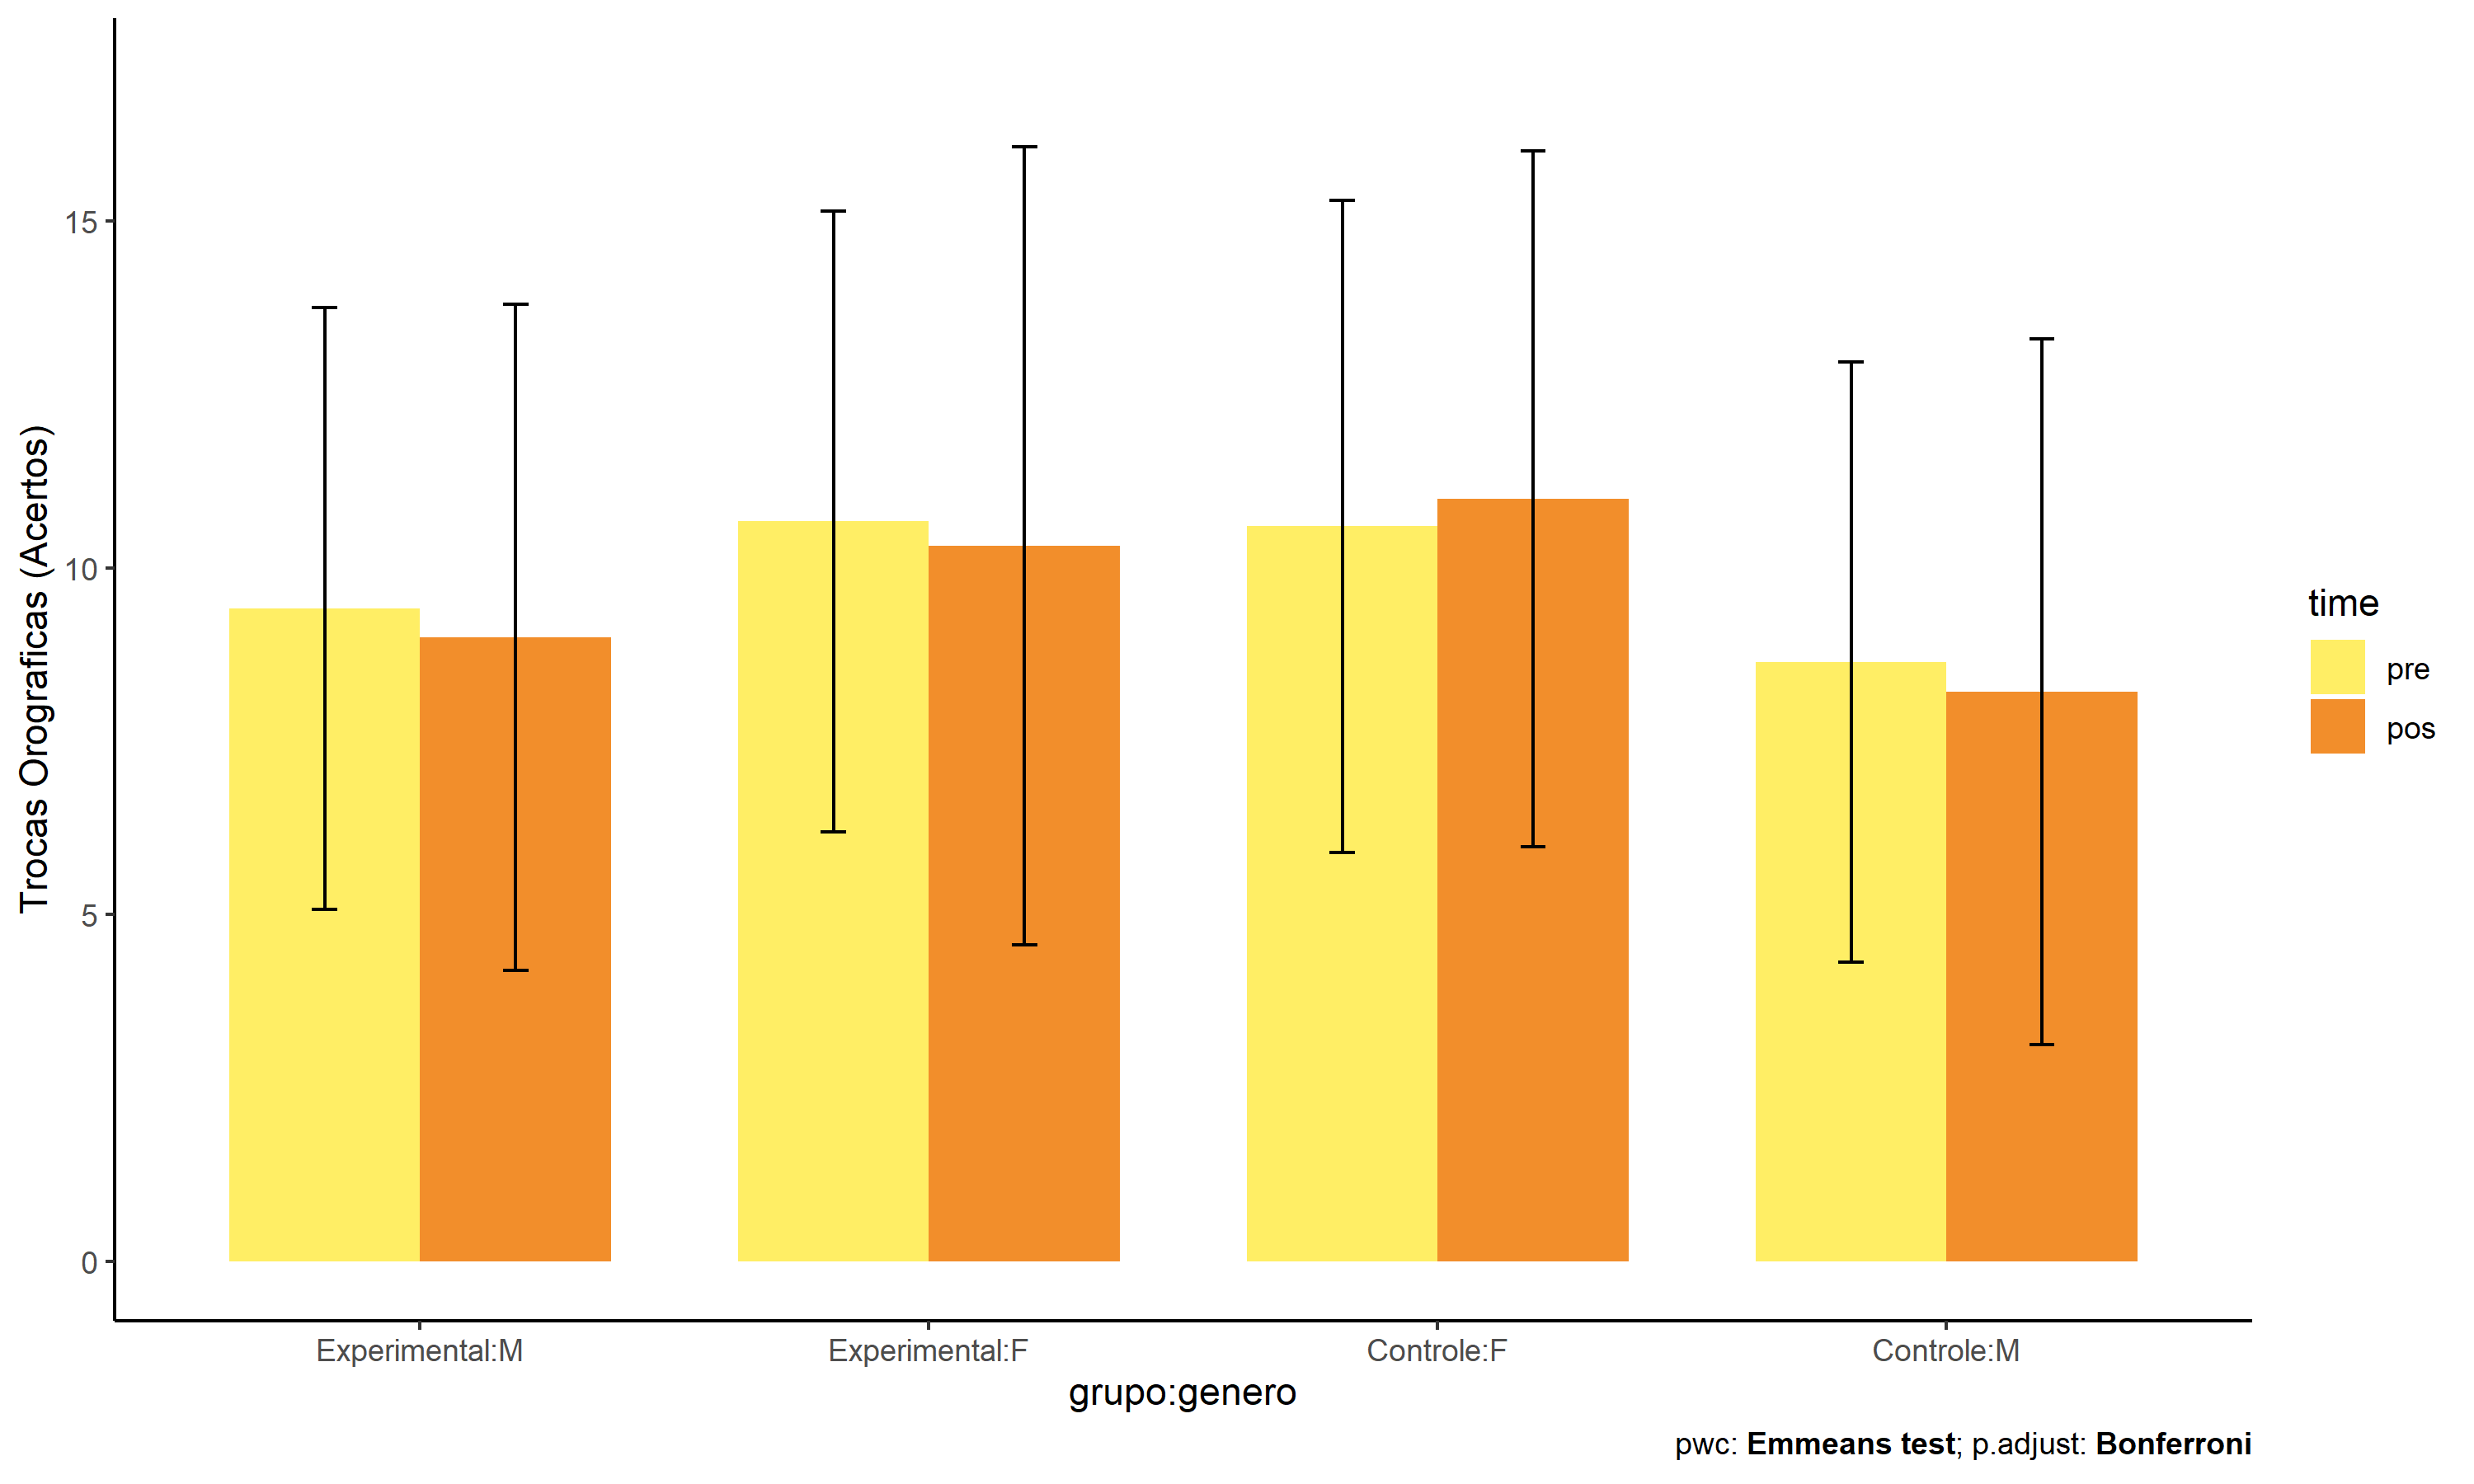 Trocas Orograficas (Acertos)
15
10
5
0
Experimental:M
Experimental:F
Controle:F
Controle:M
grupo:genero
time
pre
pos
pwc: Emmeans test; p.adjust: Bonferroni